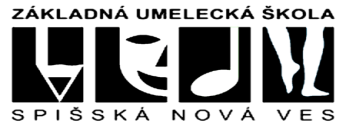 ZÁKLADNÁ UMELECKÁ ŠKOLA
SPIŠSKÁ NOVÁ VES